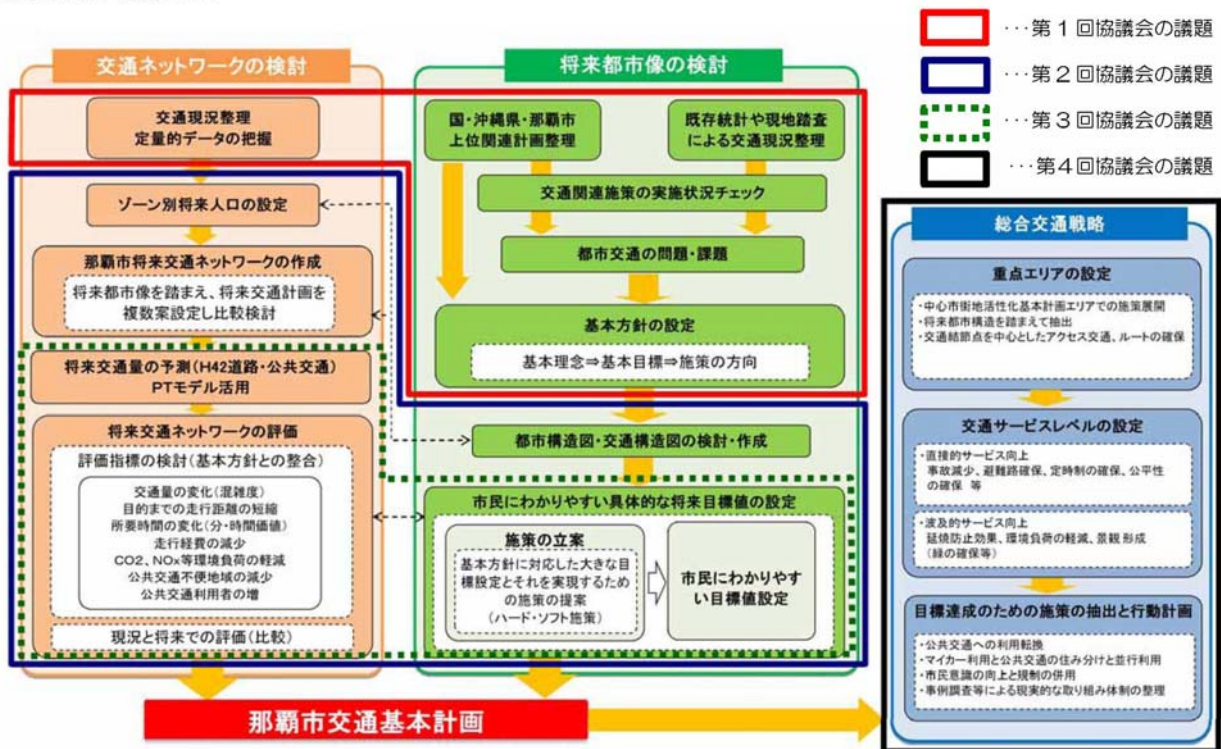 ・・・第1回協議会の議題
・・・第2回協議会の議題
・・・第3回協議会の議題
・・・第4回協議会の議題
交通ネットワークの検討
交通現況整理
定量的データの把握
ゾーン別将来人口の設定
那覇市将来交通ネットワークの作成
将来都市像を踏まえ、将来交通計画を
複数案設定し比較検討
将来交通量の予測(H42道路・公共交通)
PTモデル活用
将来交通ネットワークの評価
評価指標の検討(基本方針との整合)
交通量の変化(混雑度)
目的までの走行距離の短縮
所要時間の変化(分・時間価値)
走行経費の減少
CO2、NOx等環境負荷の軽減
公共交通不便地域の減少
公共交通利用者の増
現況と将来での評価(比較)
将来都市像の検討
国・沖縄県・那覇市
上位関連計画整理
既存統計や現地踏査
による交通現況整理
交通関連施策の実施状況チェック
都市交通の問題・課題
基本方針の設定
基本理念⇒基本目標⇒施策の方向
都市構造図・交通構造図の検討・作成
市民にわかりやすい具体的な将来目標値の設定
施策の立案
基本方針に対応した大きな目
標設定とそれを実現するため
の施策の提案
(ハード・ソフト施策)
市民にわかりやす
い目標値設定
那覇市交通基本計画
総合交通戦略
重点エリアの設定
・中心市街地活性化基本計画エリアでの施策展開
・将来都市構造を踏まえて抽出
・交通結節点を中心としたアクセス交通、ルートの確保
交通サービスレベルの設定
・直接的サービス向上
事故減少、避難路確保、定時制の確保、公平性
の確保 等
・波及的サービス向上
延焼防止効果、環境負荷の軽減、景観形成
(緑の確保等)
目標達成のための施策の抽出と行動計画
・公共交通への利用転換
・マイカー利用と公共交通の住み分けと並行利用
・市民意識の向上と規制の併用
・事例調査等による現実的な取り組み体制の整理